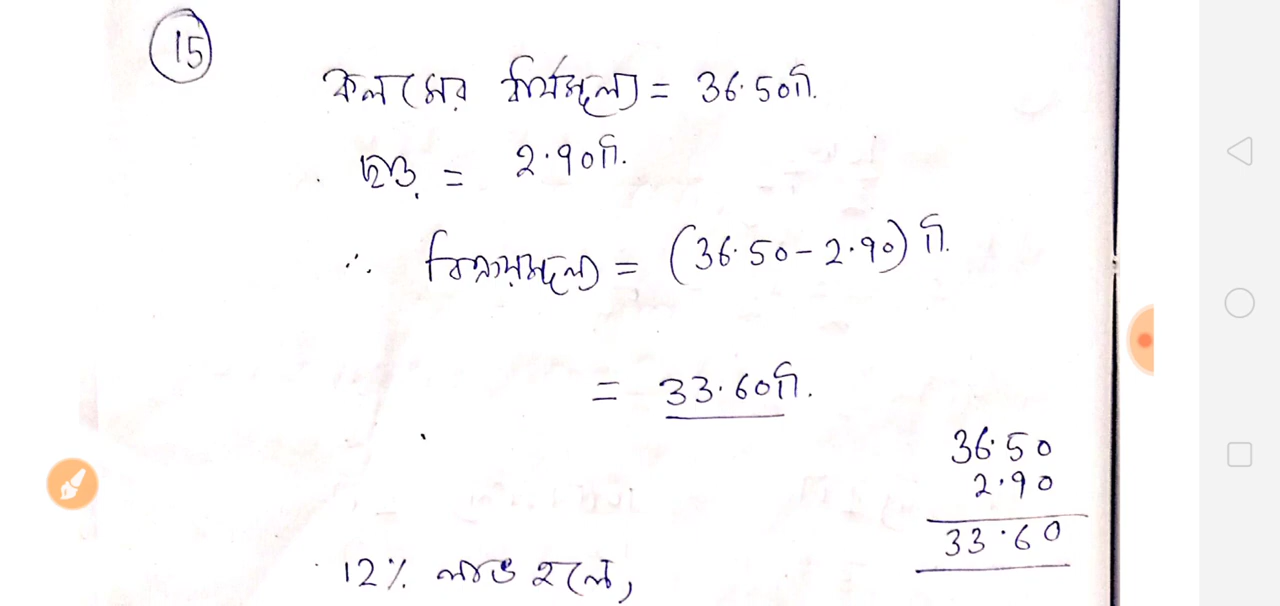 15
কলমের ধার্যমূল্য = 36.50টা.
ছাড় = 2.90টা.
∴ বিক্রয়মূল্য = (36.50 - 2.90) টা.
= 33.60টা.
36.50
2.90
33.60
12% লাভ হলে,